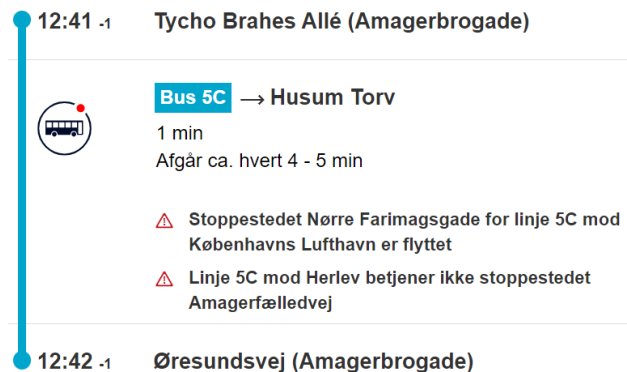 12:41 -1 Tycho Brahes Allé (Amagerbrogade)
Bus 5C → Husum Torv
1 min
Afgår ca. hvert 4 - 5 min
Stoppestedet Nørre Farimagsgade for linje 5C mod
Københavns Lufthavn er flyttet
Linje 5C mod Herlev betjener ikke stoppestedet
Amagerfælledvej
12:42 -1 Øresundsvej (Amagerbrogade)